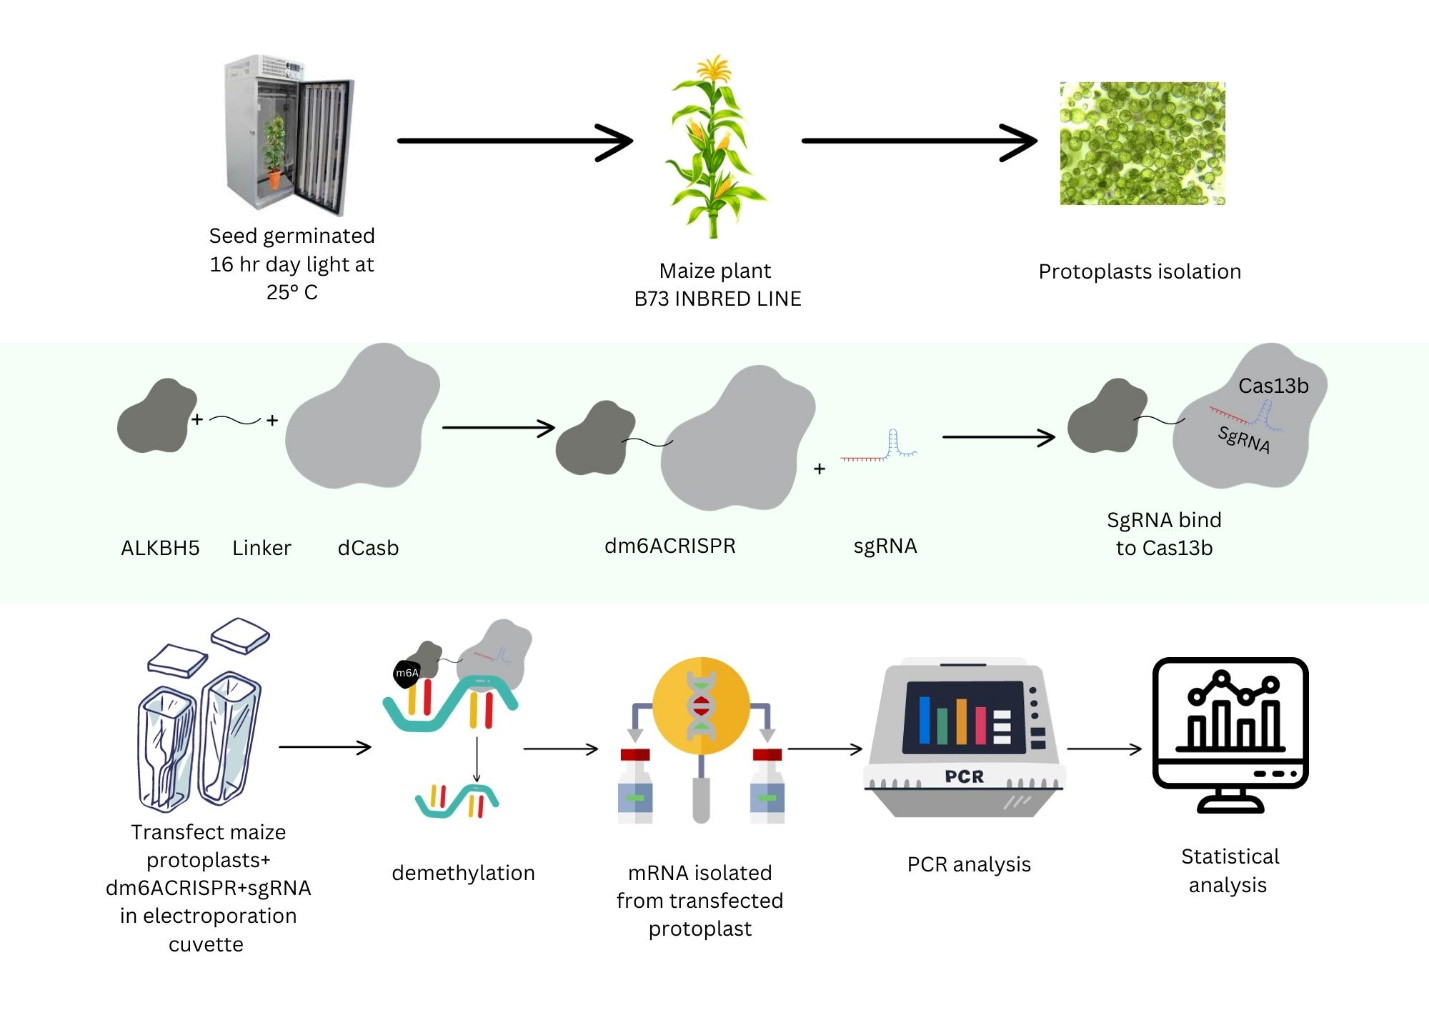 Seed germinated
16 hr day light at
25° C
Maize plant
B73 INBRED LINE
Protoplasts isolation
+
+
+
Cas13b
SgRNA
ALKBH5
Linker
dCasb
dm6ACRISPR
sgRNA
SgRNA bind
to Cas13b
m6A
PCR
Transfect maize
protoplasts+
dm6ACRISPR+sgRNA
in electroporation
cuvette
demethylation
mRNA isolated
from transfected
protoplast
PCR analysis
Statistical
analysis